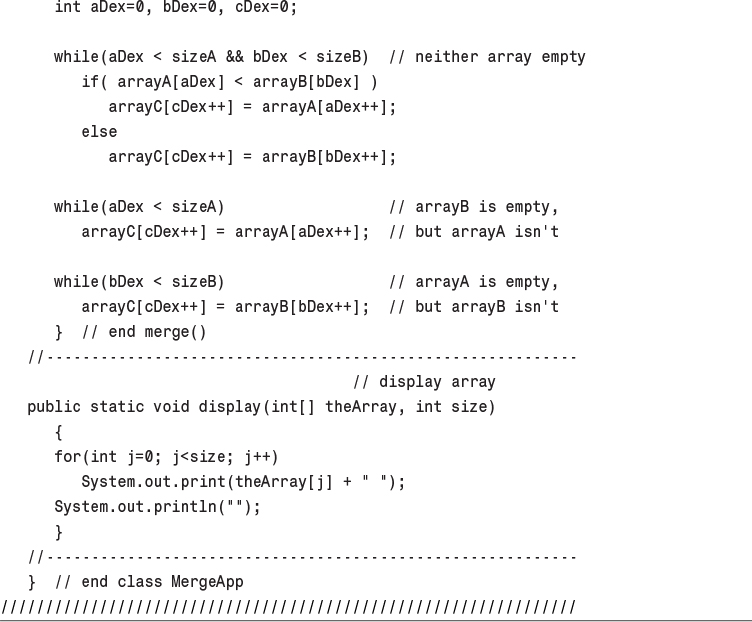 int aDex=0, bDex=0, cDex=0;
while(aDex < sizeA && bDex < sizeB)  // neither array empty
if( arrayA[aDex] < arrayB[bDex] )
arrayC[cDex++] = arrayA[aDex++];
else
arrayC[cDex++] = arrayB[bDex++];
while(aDex < sizeA)                  // arrayB is empty,
arrayC[cDex++] = arrayA[aDex++];  // but arrayA isn't
while(bDex < sizeB)                  // arrayA is empty,
arrayC[cDex++] = arrayB[bDex++];  // but arrayB isn't
}  // end merge()
//-----------------------------------------------------------
// display array
public static void display(int[] theArray, int size)
{
for(int j=0; j<size; j++)
System.out.print(theArray[j] + " ");
System.out.println("");
}
//-----------------------------------------------------------
}  // end class MergeApp
////////////////////////////////////////////////////////////////